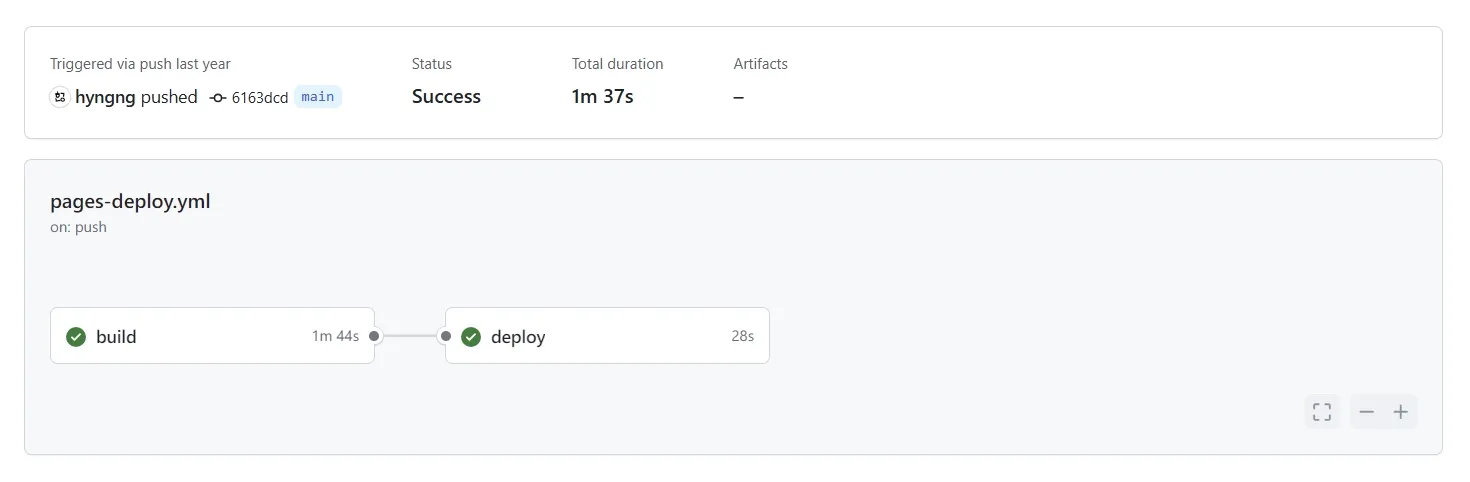 Triggered via push last year
hyngng pushed 6163dcd main
Status
Success
Total duration
1m 37s
Artifacts
–
pages-deploy.yml
on: push
build 1m 44s
deploy 28s